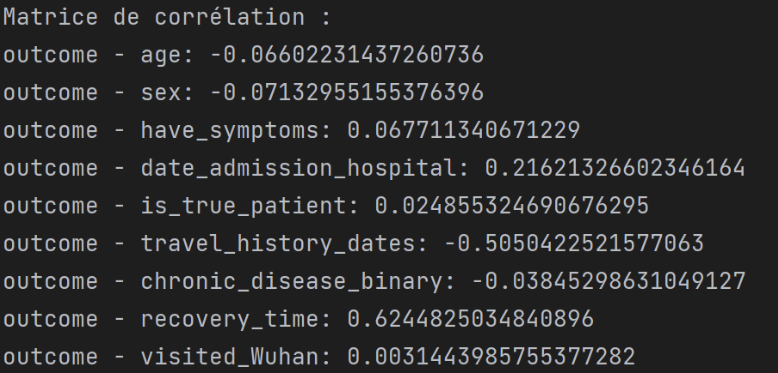 Matrice de corrélation :
outcome - age: -0.06602231437260736
outcome - sex: -0.07132955155376396
outcome - have_symptoms: 0.067711340671229
outcome - date_admission_hospital: 0.21621326602346164
outcome - is_true_patient: 0.024855324690676295
outcome - travel_history_dates: -0.5050422521577063
outcome - chronic_disease_binary: -0.03845298631049127
outcome - recovery_time: 0.6244825034840896
outcome - visited_Wuhan: 0.0031443985755377282